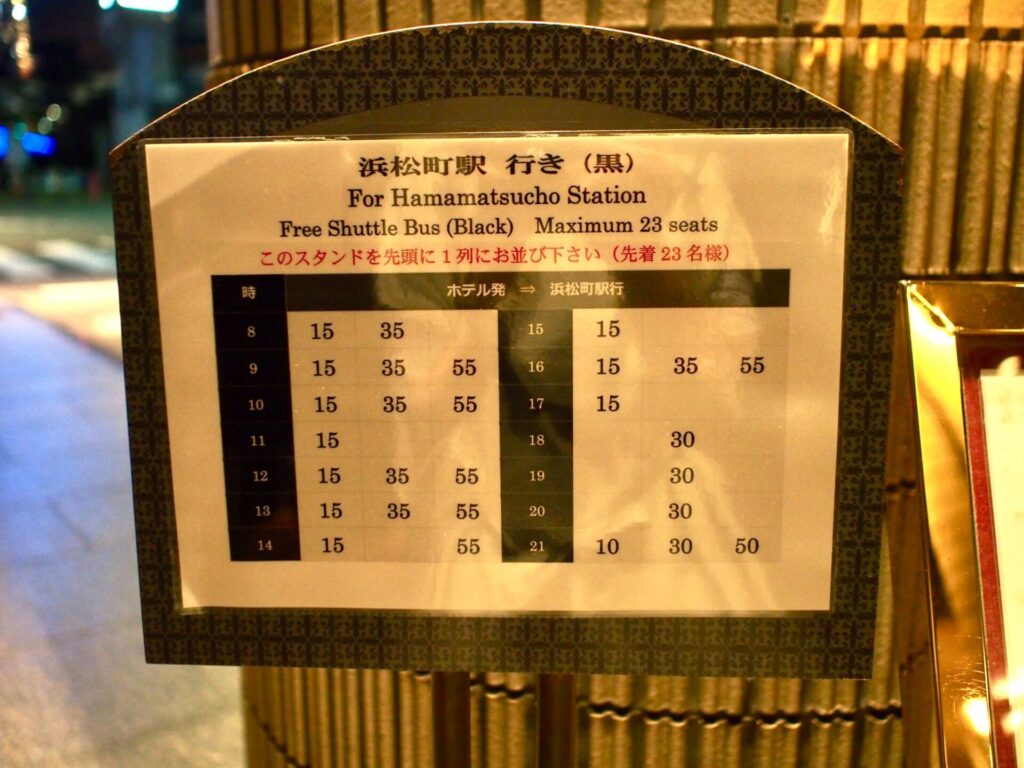 浜松町駅 行き（黒）
For Hamamatsucho Station
Free Shuttle Bus (Black) Maximum 23 seats
このスタンドを先頭に1列にお並び下さい（先着23名様）
時 ホテル発 ⇒ 浜松町駅行
8 15 35 15 15
9 15 35 55 16 15 35 55
10 15 35 55 17 15
11 15 18 30
12 15 35 55 19 30
13 15 35 55 20 30
14 15 55 21 10 30 50